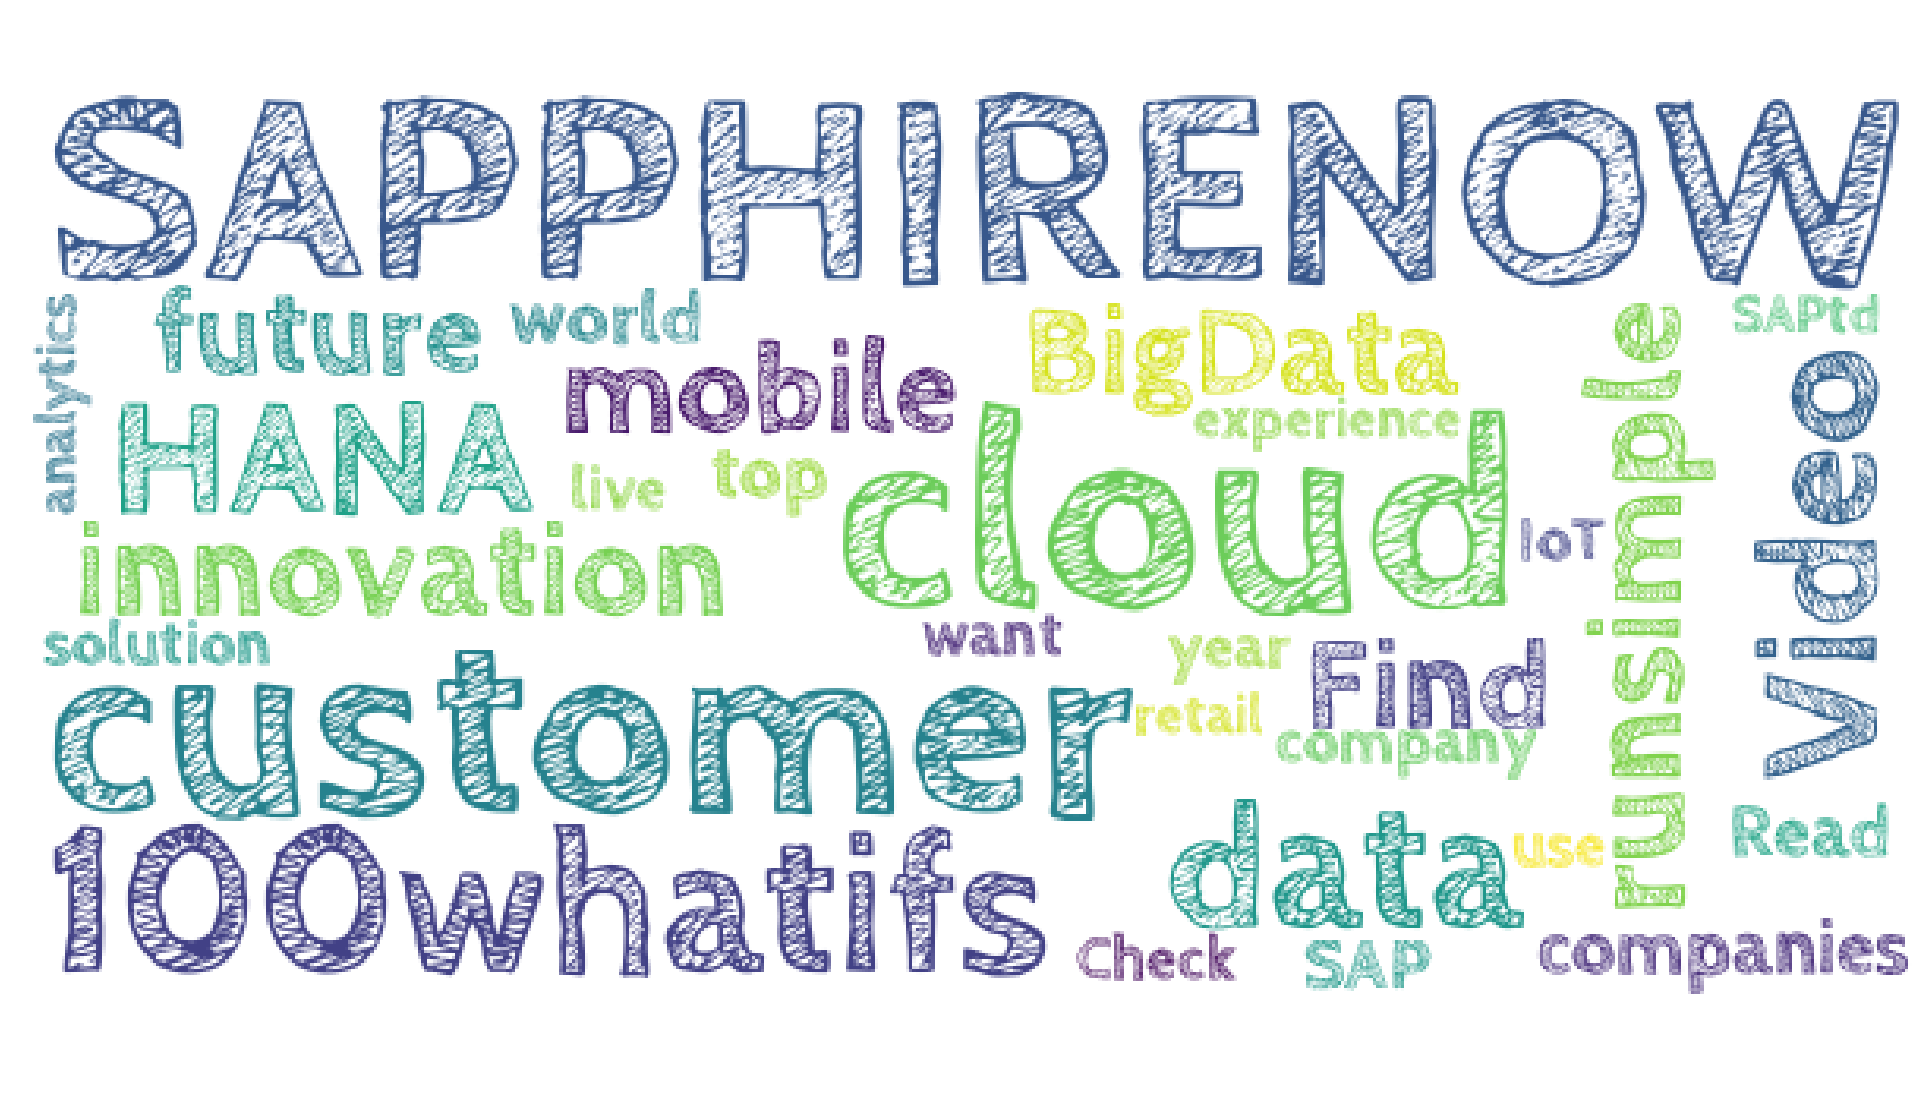 SAPPHIRENOW
analytics
future
world
mobile
BigData
experience
SAPtd
runsimple
Video
HANA
live
top
cloud
IoT
innovation
solution
want
year
Find
customer
retail
company
100whatifs
data
use
Read
Check
SAP
companies